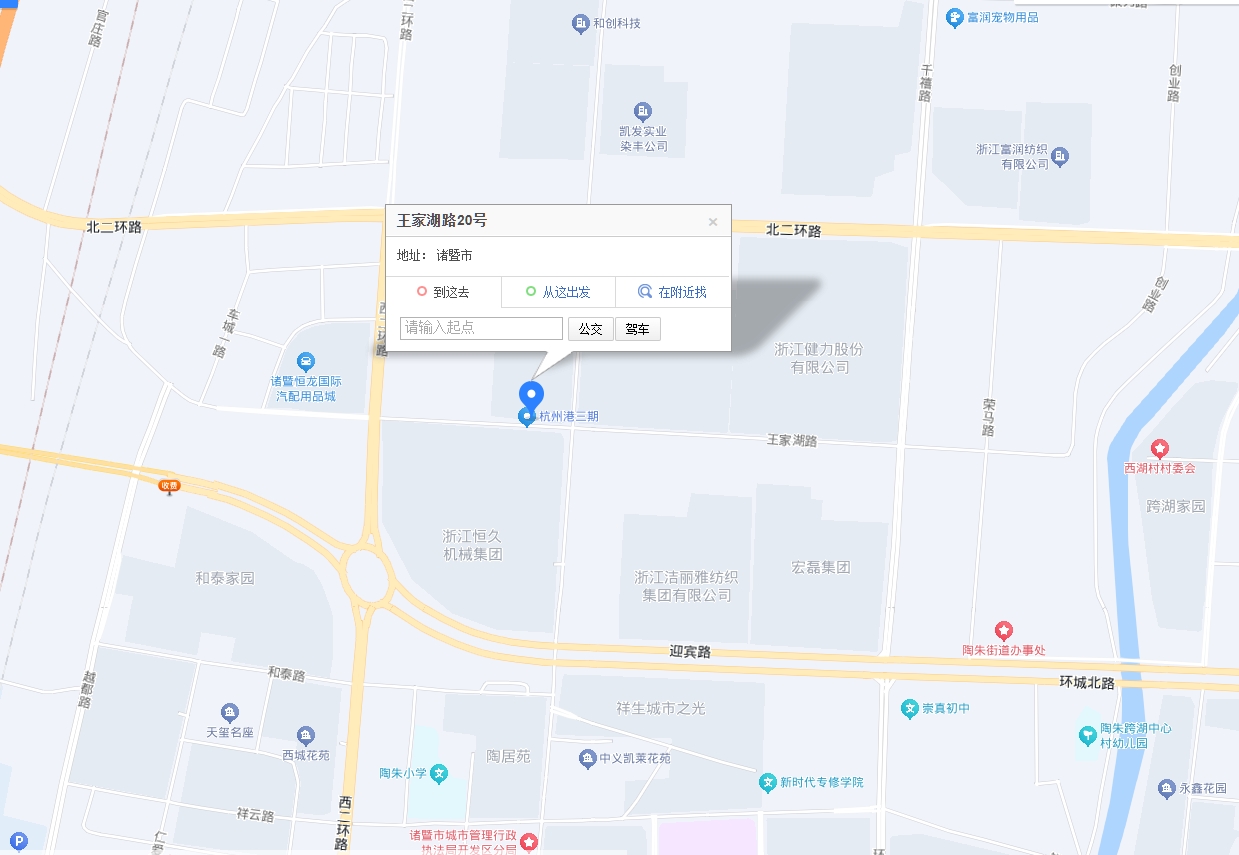 官庄路
二环路
和创科技
富润宠物用品
千禧路
创业路
凯发实业
染丰公司
浙江富润纺织
有限公司
北二环路
王家湖路20号
×
地址： 诸暨市
到这去
从这出发
在附近找
请输入起点
公交
驾车
北二环路
创业路
车城一路
西二环路
诸暨恒龙国际
汽配用品城
浙江健力股份
有限公司
杭州港三期
王家湖路
荣马路
西湖村村委会
跨湖家园
收费
浙江恒久
机械集团
和泰家园
浙江洁丽雅纺织
集团有限公司
宏磊集团
陶朱街道办事处
迎宾路
环城北路
和泰路
越都路
天玺名座
西城花苑
祥生城市之光
崇真初中
陶朱跨湖中心
村幼儿园
陶朱小学
陶居苑
中义凯莱花苑
新时代专修学院
永鑫花园
祥云路
西二环路
诸暨市城市管理行政
执法局开发区分局
P